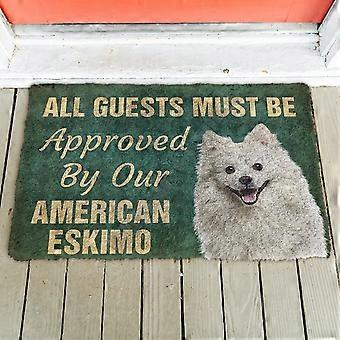 ALL GUESTS MUST BE
Approved
By Our
AMERICAN
ESKIMO